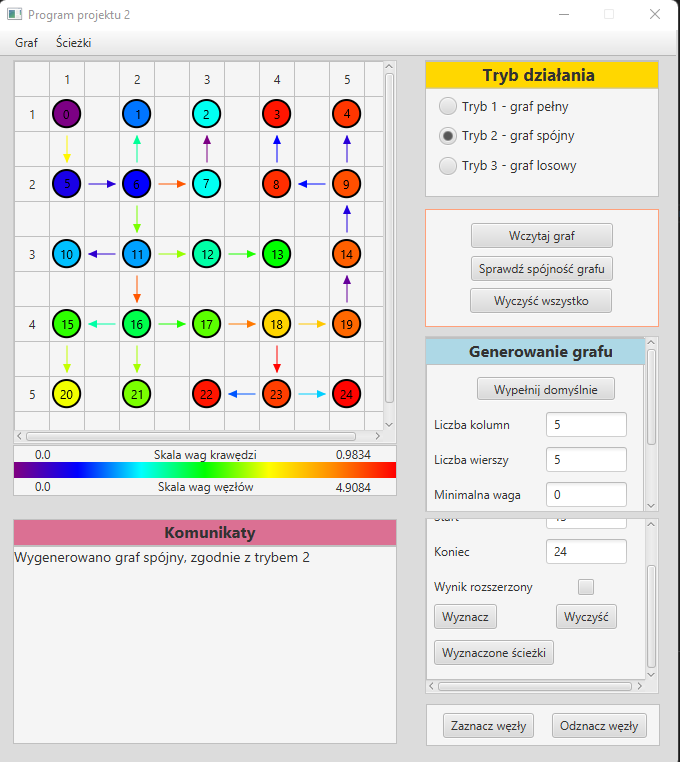 Program projektu 2
Graf Ścieżki
1 2 3 4 5
1 0 1 2 3 4
2 5 6 7 8 9
3 10 11 12 13 14
4 15 16 17 18 19
5 20 21 22 23 24
0.0 Skala wag krawędzi 0.9834
0.0 Skala wag węzłów 4.9084
Komunikaty
Wygenerowano graf spójny, zgodnie z trybem 2
Tryb działania
Tryb 1 - graf pełny
Tryb 2 - graf spójny
Tryb 3 - graf losowy
Wczytaj graf
Sprawdź spójność grafu
Wyczyść wszystko
Generowanie grafu
Wypełnij domyślnie
Liczba kolumn 5
Liczba wierszy 5
Minimalna waga 0
Koniec 24
Wynik rozszerzony
Wyznacz Wyczyść
Wyznaczone ścieżki
Zaznacz węzły Odznacz węzły